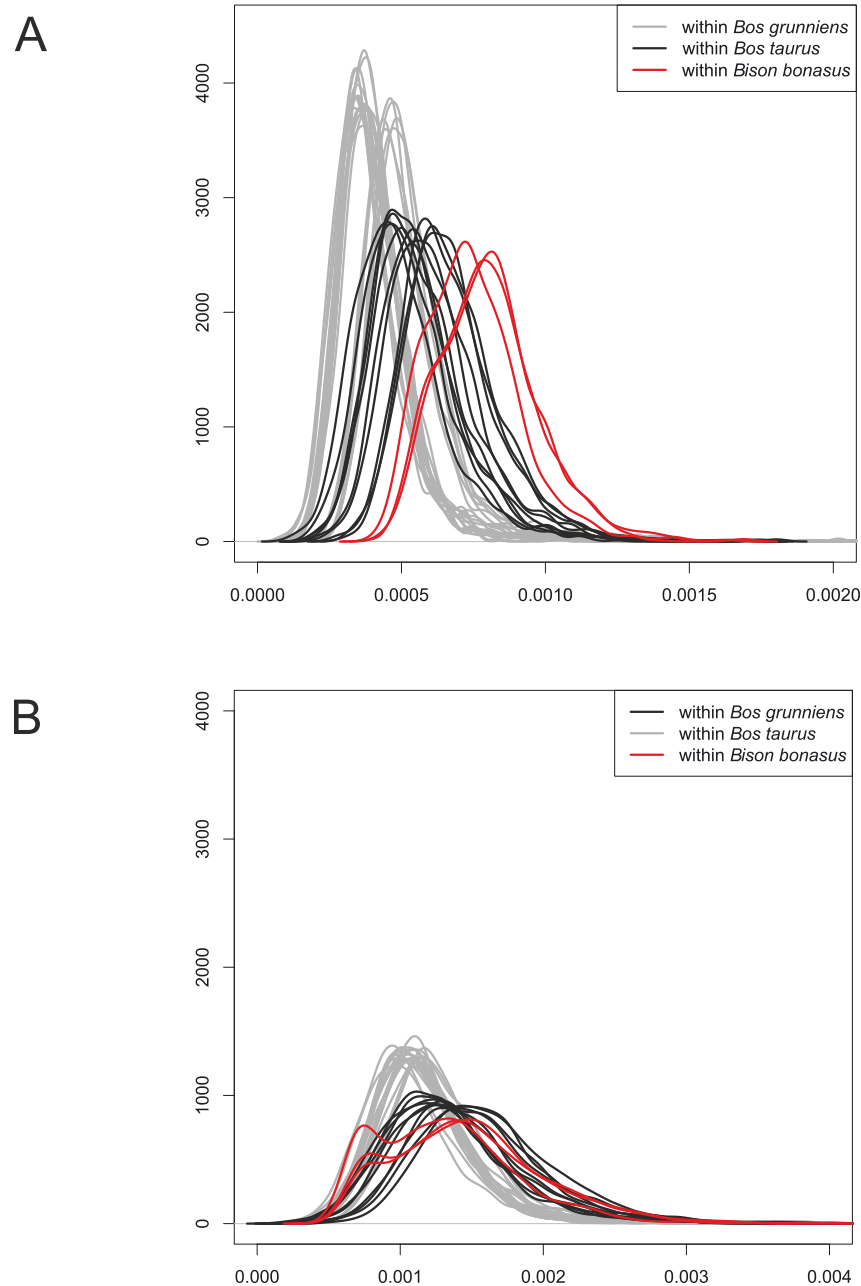 A
within Bos grunniens
within Bos taurus
within Bison bonasus
4000
3000
2000
1000
0
0.0000 0.0005 0.0010 0.0015 0.0020
B
within Bos grunniens
within Bos taurus
within Bison bonasus
4000
3000
2000
1000
0
0.000 0.001 0.002 0.003 0.004